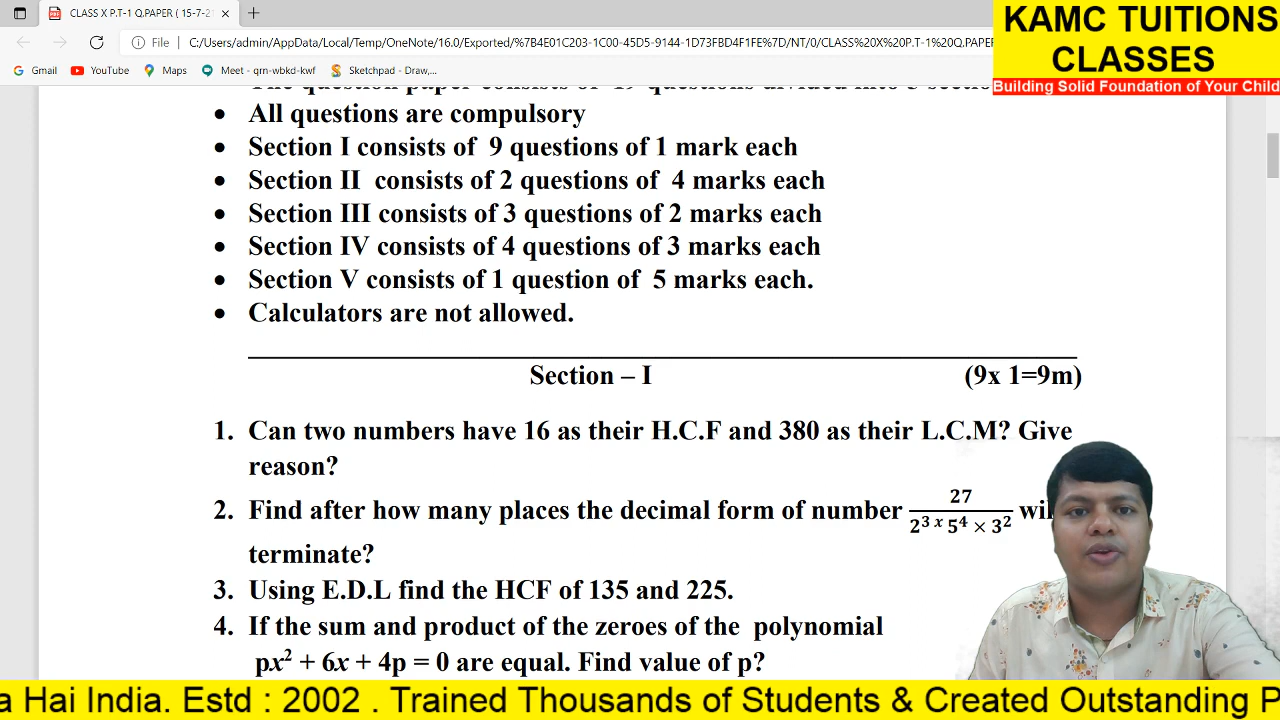 CLASS X P.T-1 Q.PAPER ( 15-7-2
File
C:/Users/admin/AppData/Local/Temp/OneNote/16.0/Exported/%7B4E01C203-1C00-45D5-9144-1D73FBD4F1FE%7D/NT/0/CLASS%20X%20P.T-1%20Q.PAPER
Gmail YouTube Maps Meet - qrn-wbkd-kwf Sketchpad - Draw,...
KAMC TUITIONS
CLASSES
Building Solid Foundation of Your Child
• All questions are compulsory
• Section I consists of 9 questions of 1 mark each
• Section II consists of 2 questions of 4 marks each
• Section III consists of 3 questions of 2 marks each
• Section IV consists of 4 questions of 3 marks each
• Section V consists of 1 question of 5 marks each.
• Calculators are not allowed.
Section – I (9x 1=9m)
1. Can two numbers have 16 as their H.C.F and 380 as their L.C.M? Give
reason?
2. Find after how many places the decimal form of number 27/(2³ ˣ 5⁴ × 3²)
terminate?
3. Using E.D.L find the HCF of 135 and 225.
4. If the sum and product of the zeroes of the polynomial
px² + 6x + 4p = 0 are equal. Find value of p?
a Hai India. Estd : 2002 . Trained Thousands of Students & Created Outstanding P